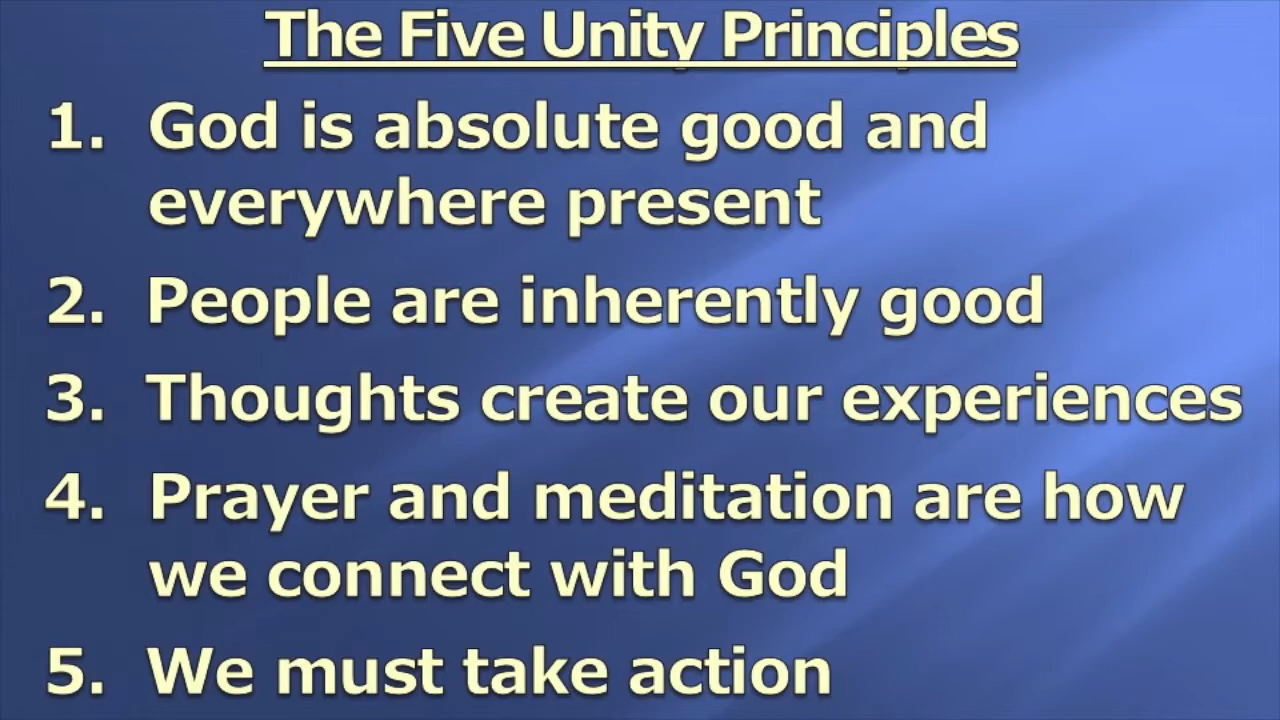 The Five Unity Principles
1. God is absolute good and
everywhere present
2. People are inherently good
3. Thoughts create our experiences
4. Prayer and meditation are how
we connect with God
5. We must take action